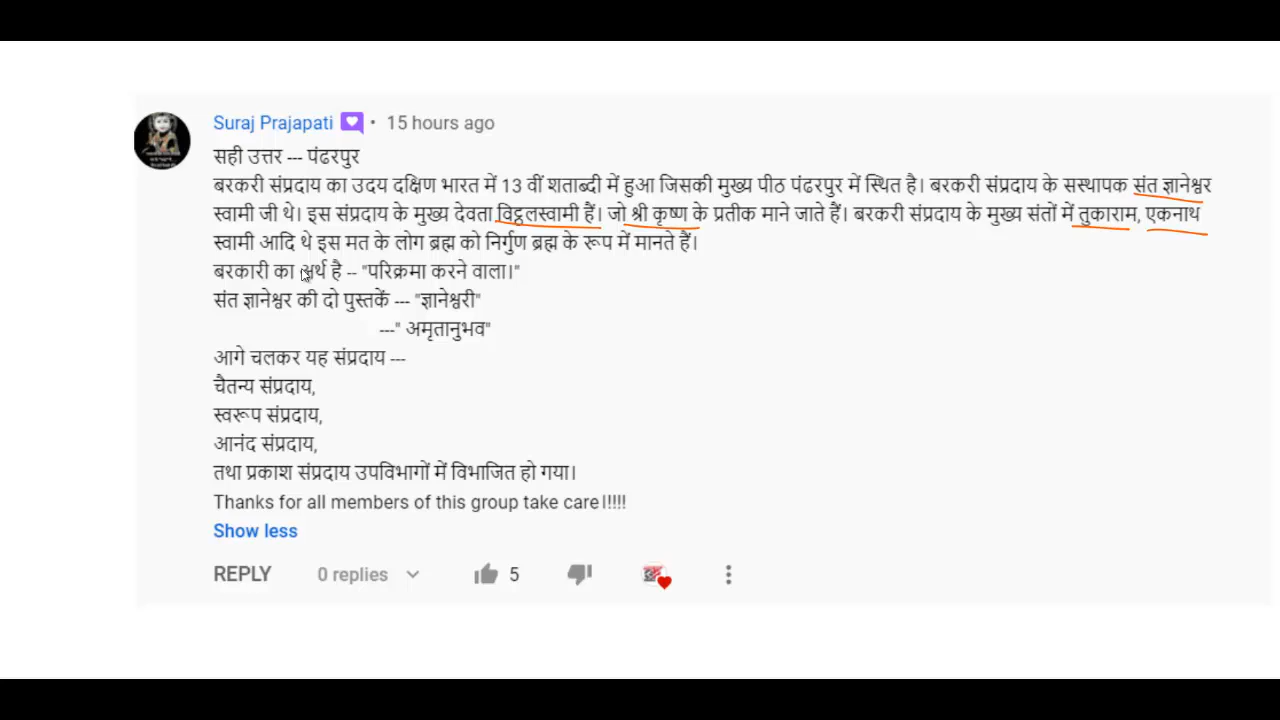 Suraj Prajapati • 15 hours ago
सही उत्तर --- पंढरपुर
बरकरी संप्रदाय का उदय दक्षिण भारत में 13 वीं शताब्दी में हुआ जिसकी मुख्य पीठ पंढरपुर में स्थित है। बरकरी संप्रदाय के सस्थापक संत ज्ञानेश्वर
स्वामी जी थे। इस संप्रदाय के मुख्य देवता विट्ठलस्वामी हैं। जो श्री कृष्ण के प्रतीक माने जाते हैं। बरकरी संप्रदाय के मुख्य संतों में तुकाराम, एकनाथ
स्वामी आदि थे इस मत के लोग ब्रह्म को निर्गुण ब्रह्म के रूप में मानते हैं।
बरकारी का अर्थ है -- "परिक्रमा करने वाला।"
संत ज्ञानेश्वर की दो पुस्तकें --- "ज्ञानेश्वरी"
---" अमृतानुभव"
आगे चलकर यह संप्रदाय ---
चैतन्य संप्रदाय,
स्वरूप संप्रदाय,
आनंद संप्रदाय,
तथा प्रकाश संप्रदाय उपविभागों में विभाजित हो गया।
Thanks for all members of this group take care।!!!!
Show less
REPLY 0 replies 5